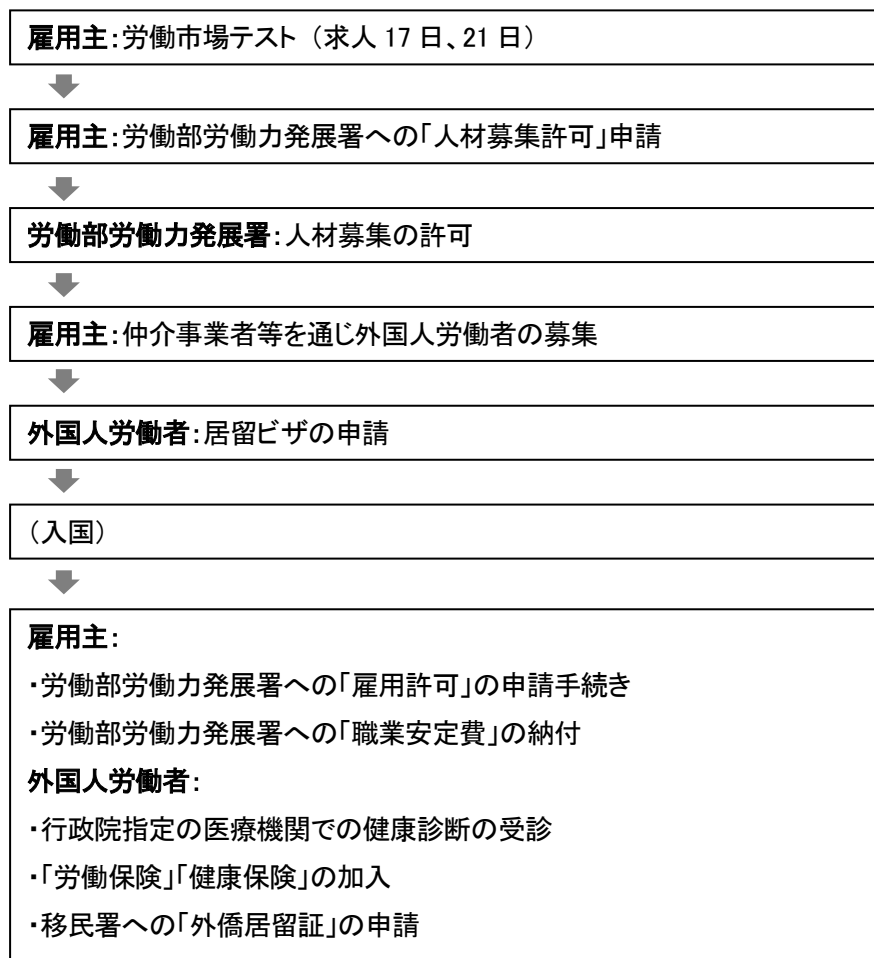 雇用主：労働市場テスト（求人 17 日、21 日）
雇用主：労働部労働力発展署への「人材募集許可」申請
労働部労働力発展署：人材募集の許可
雇用主：仲介事業者等を通じ外国人労働者の募集
外国人労働者：居留ビザの申請
（入国）
雇用主：
・労働部労働力発展署への「雇用許可」の申請手続き
・労働部労働力発展署への「職業安定費」の納付
外国人労働者：
・行政院指定の医療機関での健康診断の受診
・「労働保険」「健康保険」の加入
・移民署への「外僑居留証」の申請